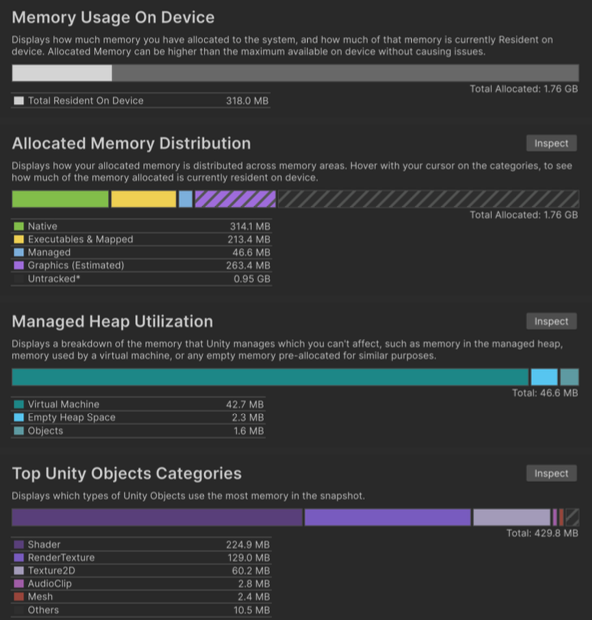 Memory Usage On Device
Displays how much memory you have allocated to the system, and how much of that memory is currently Resident on
device. Allocated Memory can be higher than the maximum available on device without causing issues.
Total Allocated: 1.76 GB
Total Resident On Device 318.0 MB
Allocated Memory Distribution Inspect
Displays how your allocated memory is distributed across memory areas. Hover with your cursor on the categories, to see
how much of the memory allocated is currently resident on device.
Total Allocated: 1.76 GB
Native 314.1 MB
Executables & Mapped 213.4 MB
Managed 46.6 MB
Graphics (Estimated) 263.4 MB
Untracked* 0.95 GB
Managed Heap Utilization Inspect
Displays a breakdown of the memory that Unity manages which you can't affect, such as memory in the managed heap,
memory used by a virtual machine, or any empty memory pre-allocated for similar purposes.
Total: 46.6 MB
Virtual Machine 42.7 MB
Empty Heap Space 2.3 MB
Objects 1.6 MB
Top Unity Objects Categories Inspect
Displays which types of Unity Objects use the most memory in the snapshot.
Total: 429.8 MB
Shader 224.9 MB
RenderTexture 129.0 MB
Texture2D 60.2 MB
AudioClip 2.8 MB
Mesh 2.4 MB
Others 10.5 MB